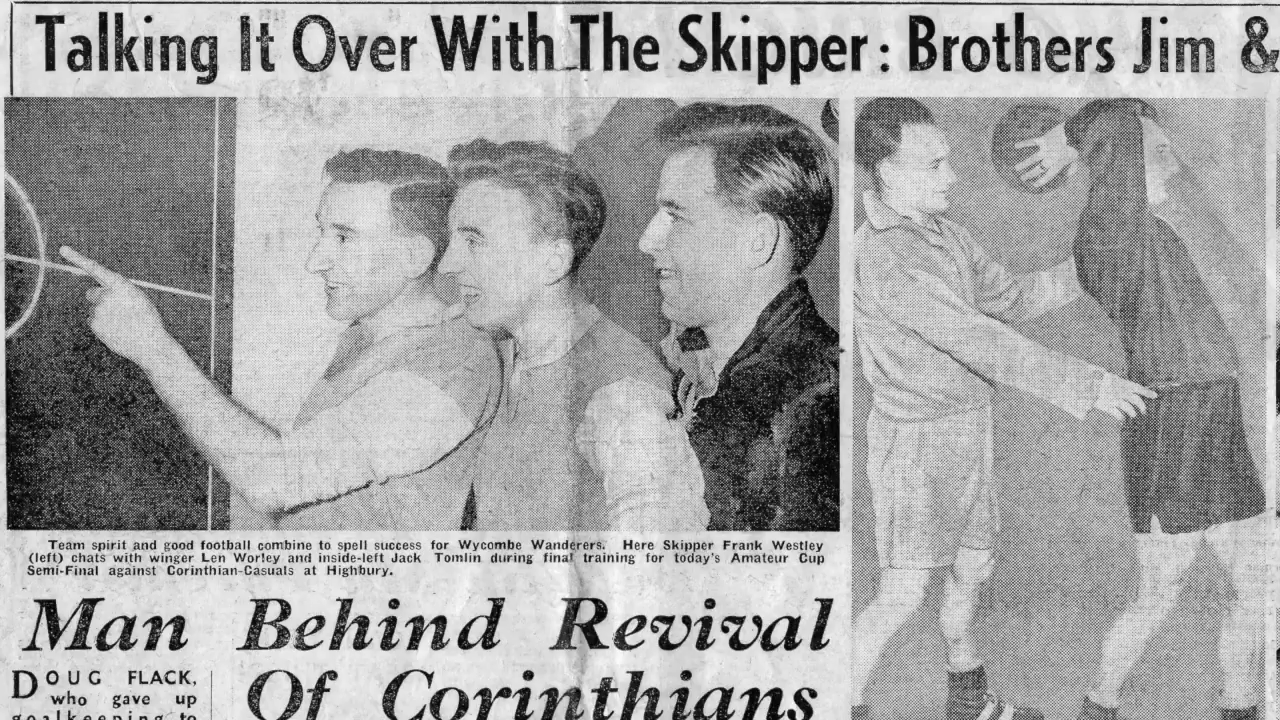 Talking It Over With The Skipper : Brothers Jim &
Team spirit and good football combine to spell success for Wycombe Wanderers. Here Skipper Frank Westley
(left) chats with winger Len Worley and inside-left Jack Tomlin during final training for today's Amateur Cup
Semi-Final against Corinthian-Casuals at Highbury.
Man Behind Revival
Of Corinthians
DOUG FLACK,
who gave up
goalkeeping to